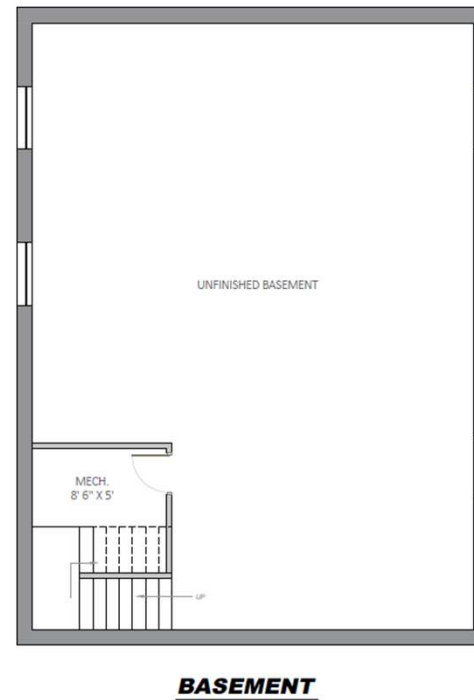 UNFINISHED BASEMENT
MECH.
8' 6" X 5'
UP
BASEMENT